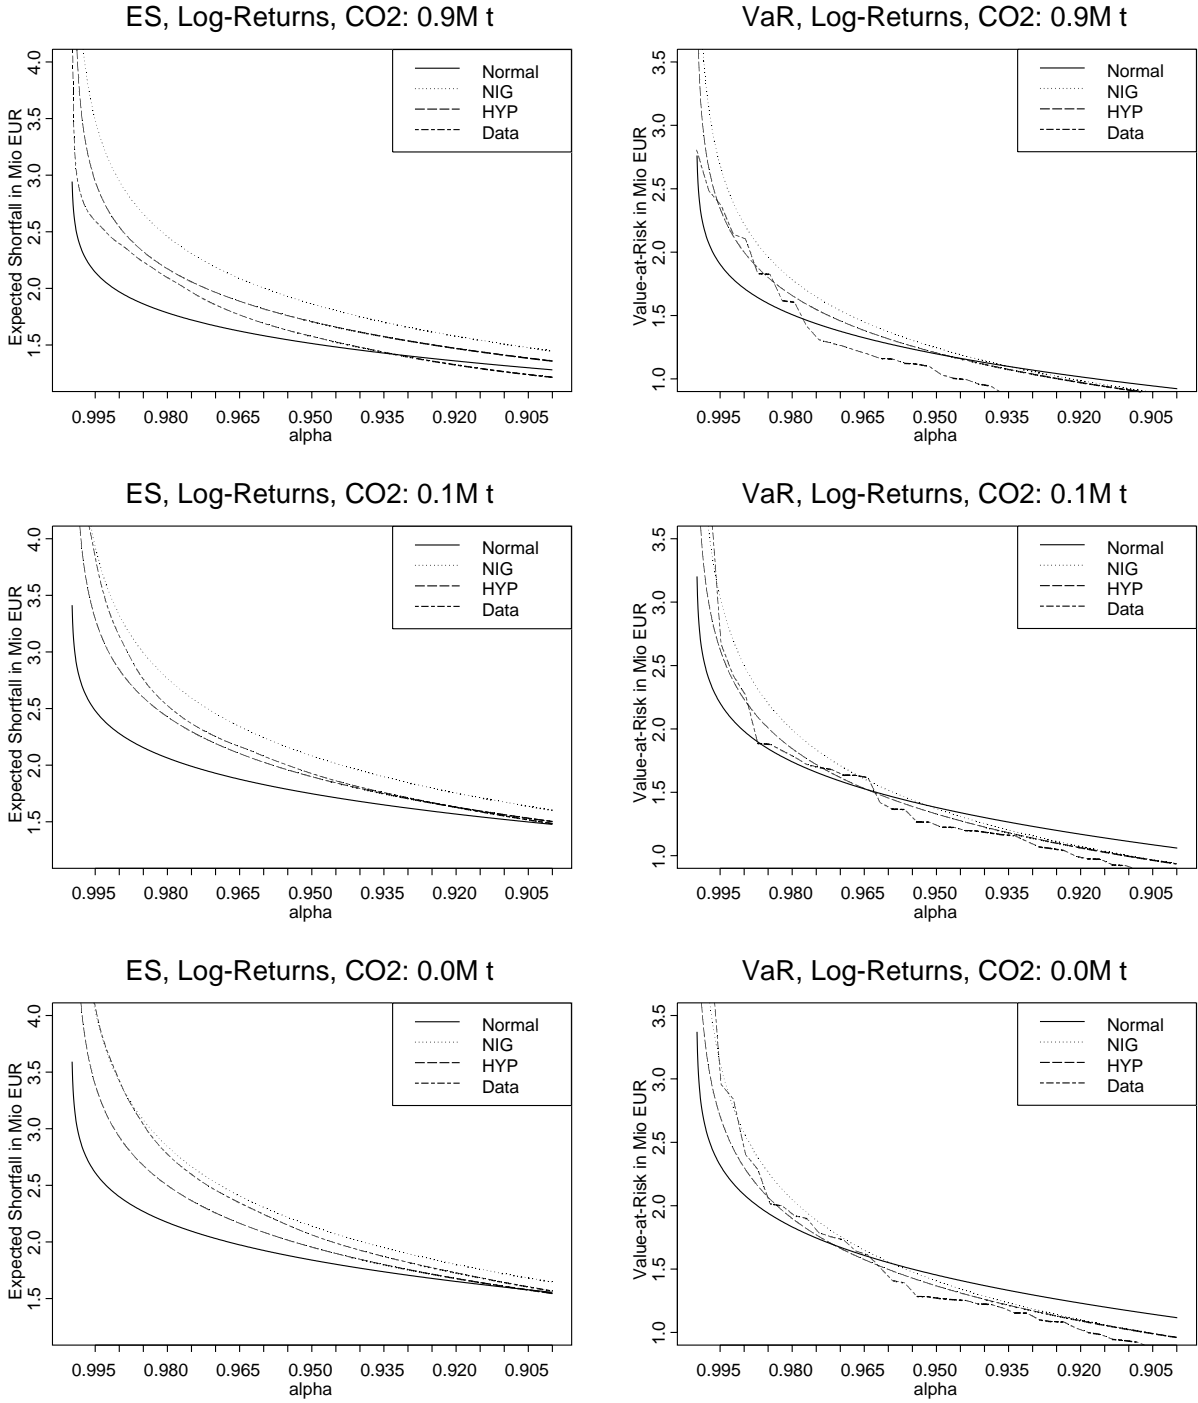 ES, Log-Returns, CO2: 0.9M t
Expected Shortfall in Mio EUR
4.0
3.5
3.0
2.5
2.0
1.5
Normal
NIG
HYP
Data
0.995 0.980 0.965 0.950 0.935 0.920 0.905
alpha
VaR, Log-Returns, CO2: 0.9M t
Value-at-Risk in Mio EUR
3.5
3.0
2.5
2.0
1.5
1.0
Normal
NIG
HYP
Data
0.995 0.980 0.965 0.950 0.935 0.920 0.905
alpha
ES, Log-Returns, CO2: 0.1M t
Expected Shortfall in Mio EUR
4.0
3.5
3.0
2.5
2.0
1.5
Normal
NIG
HYP
Data
0.995 0.980 0.965 0.950 0.935 0.920 0.905
alpha
VaR, Log-Returns, CO2: 0.1M t
Value-at-Risk in Mio EUR
3.5
3.0
2.5
2.0
1.5
1.0
Normal
NIG
HYP
Data
0.995 0.980 0.965 0.950 0.935 0.920 0.905
alpha
ES, Log-Returns, CO2: 0.0M t
Expected Shortfall in Mio EUR
4.0
3.5
3.0
2.5
2.0
1.5
Normal
NIG
HYP
Data
0.995 0.980 0.965 0.950 0.935 0.920 0.905
alpha
VaR, Log-Returns, CO2: 0.0M t
Value-at-Risk in Mio EUR
3.5
3.0
2.5
2.0
1.5
1.0
Normal
NIG
HYP
Data
0.995 0.980 0.965 0.950 0.935 0.920 0.905
alpha